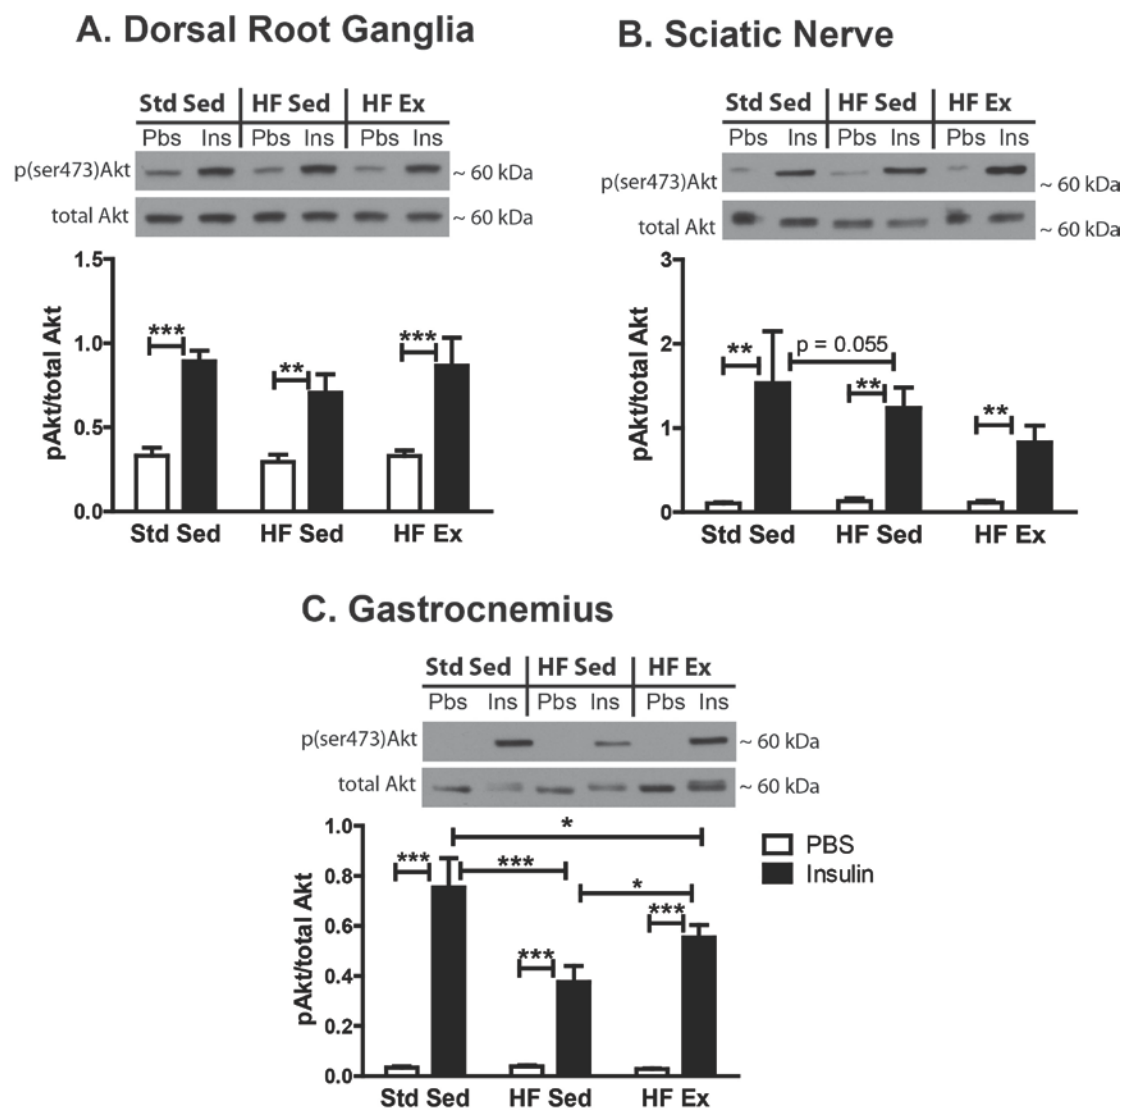 A. Dorsal Root Ganglia
Std Sed HF Sed HF Ex
Pbs Ins Pbs Ins Pbs Ins
p(ser473)Akt ~ 60 kDa
total Akt ~ 60 kDa
pAkt/total Akt
1.5
1.0
0.5
0.0
*** ** ***
Std Sed HF Sed HF Ex
B. Sciatic Nerve
Std Sed HF Sed HF Ex
Pbs Ins Pbs Ins Pbs Ins
p(ser473)Akt ~ 60 kDa
total Akt ~ 60 kDa
pAkt/total Akt
3
2
1
0
p = 0.055
** ** **
Std Sed HF Sed HF Ex
C. Gastrocnemius
Std Sed HF Sed HF Ex
Pbs Ins Pbs Ins Pbs Ins
p(ser473)Akt ~ 60 kDa
total Akt ~ 60 kDa
pAkt/total Akt
1.0
0.8
0.6
0.4
0.2
0.0
*
*** ***
*
***
***
Std Sed HF Sed HF Ex
PBS
Insulin